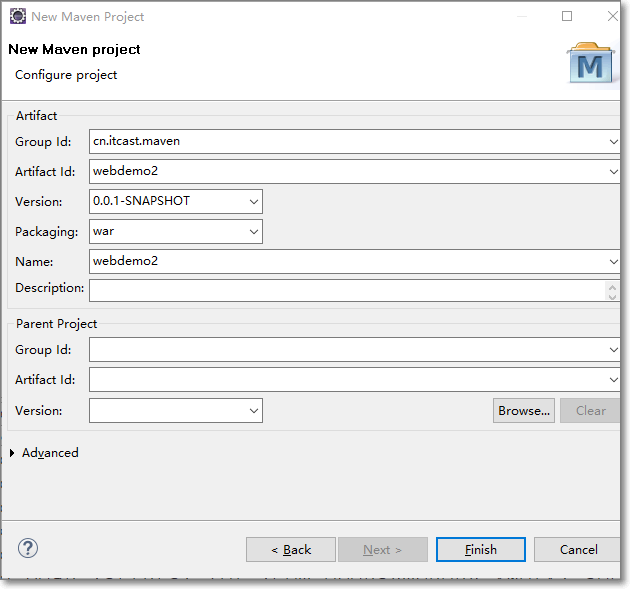 New Maven Project
New Maven project
Configure project
M
Artifact
Group Id: cn.itcast.maven
Artifact Id: webdemo2
Version: 0.0.1-SNAPSHOT
Packaging: war
Name: webdemo2
Description:
Parent Project
Group Id:
Artifact Id:
Version: Browse... Clear
Advanced
? < Back Next > Finish Cancel